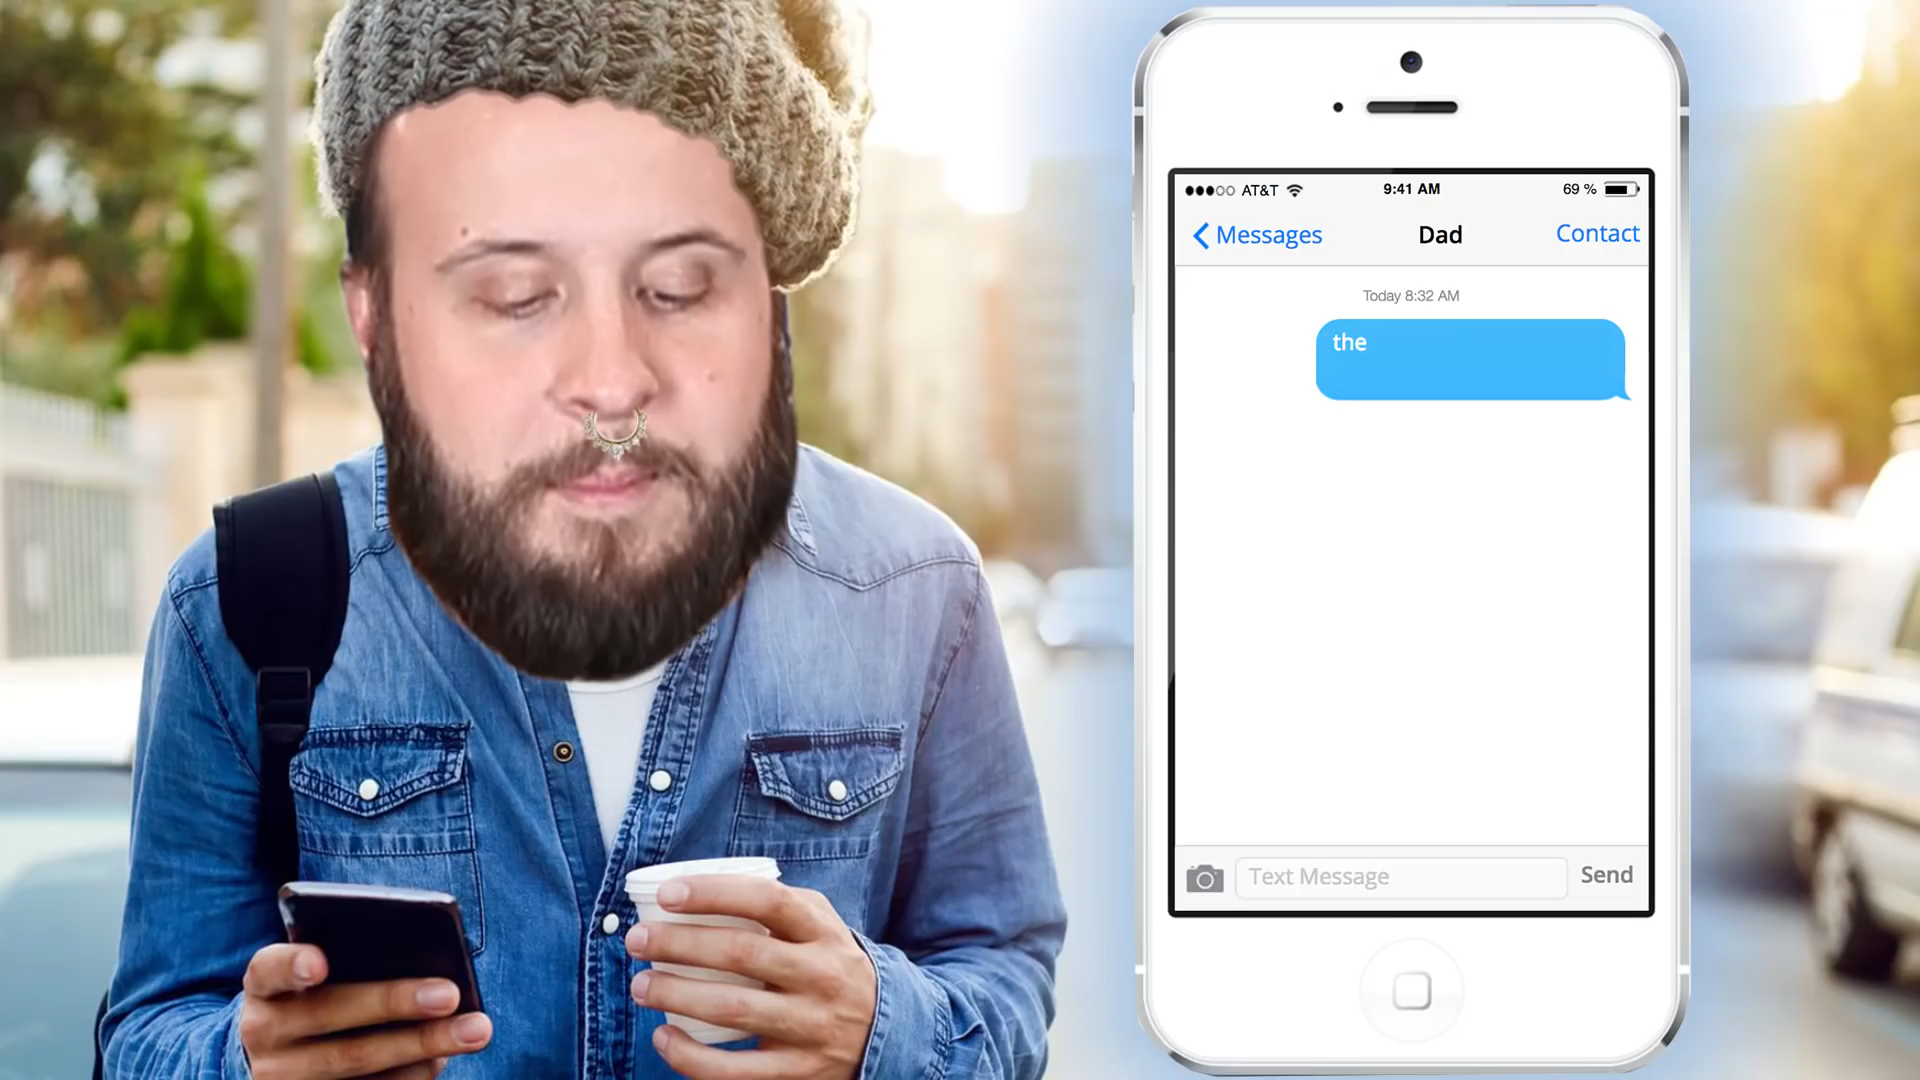 AT&T 9:41 AM 69 %
Messages Dad Contact
Today 8:32 AM
the
Text Message Send